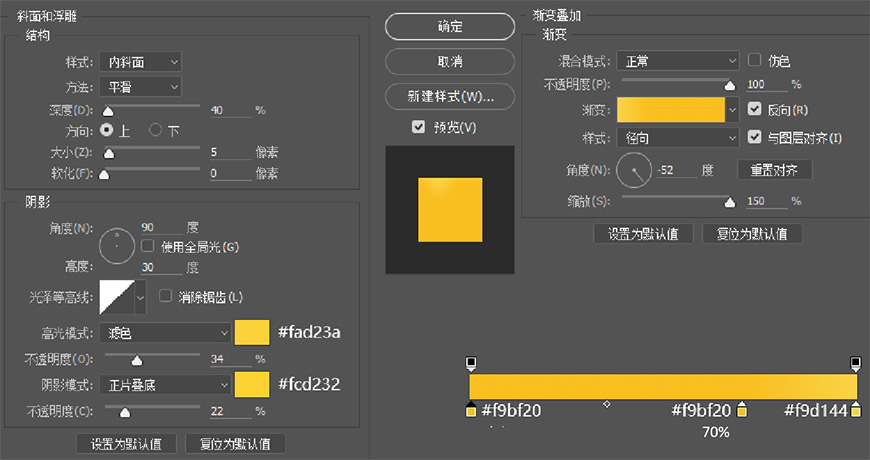 斜面和浮雕
结构
样式: 内斜面
方法: 平滑
深度(D): 40 %
方向: 上 下
大小(Z): 5 像素
软化(F): 0 像素
阴影
角度(N): 90 度
使用全局光(G)
高度: 30 度
光泽等高线: 消除锯齿(L)
高光模式: 滤色 #fad23a
不透明度(O): 34 %
阴影模式: 正片叠底 #fcd232
不透明度(C): 22 %
设置为默认值 复位为默认值
确定
取消
新建样式(W)...
预览(V)
渐变叠加
渐变
混合模式: 正常 仿色
不透明度(P): 100 %
渐变: 反向(R)
样式: 径向 与图层对齐(I)
角度(N): -52 度 重置对齐
缩放(S): 150 %
设置为默认值 复位为默认值
#f9bf20 #f9bf20 #f9d144
70%